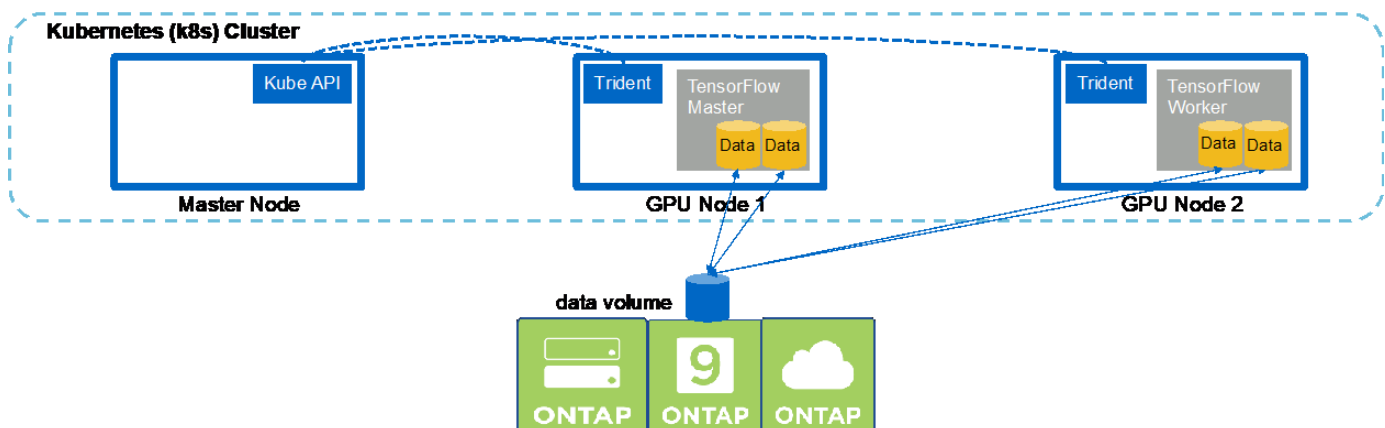 Kubernetes (k8s) Cluster
Kube API
Trident
TensorFlow
Master
Data
Data
Trident
TensorFlow
Worker
Data
Data
Master Node
GPU Node 1
GPU Node 2
data volume
9
ONTAP
ONTAP
ONTAP